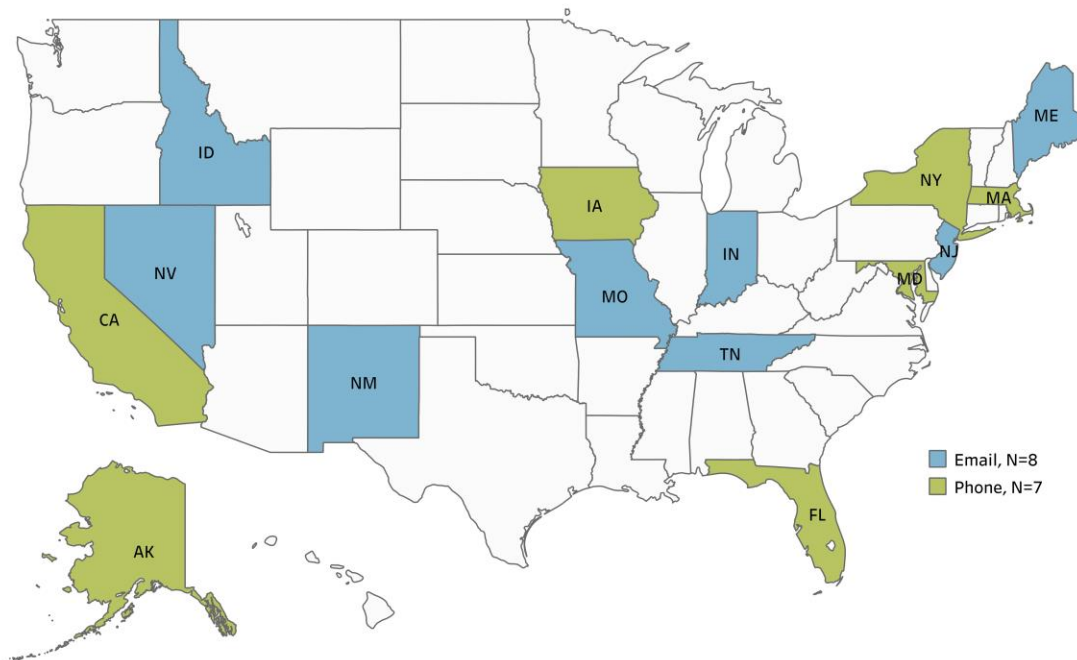 ME
ID
NY
MA
IA
NV
IN
NJ
MO
MD
CA
TN
NM
Email, N=8
Phone, N=7
FL
AK